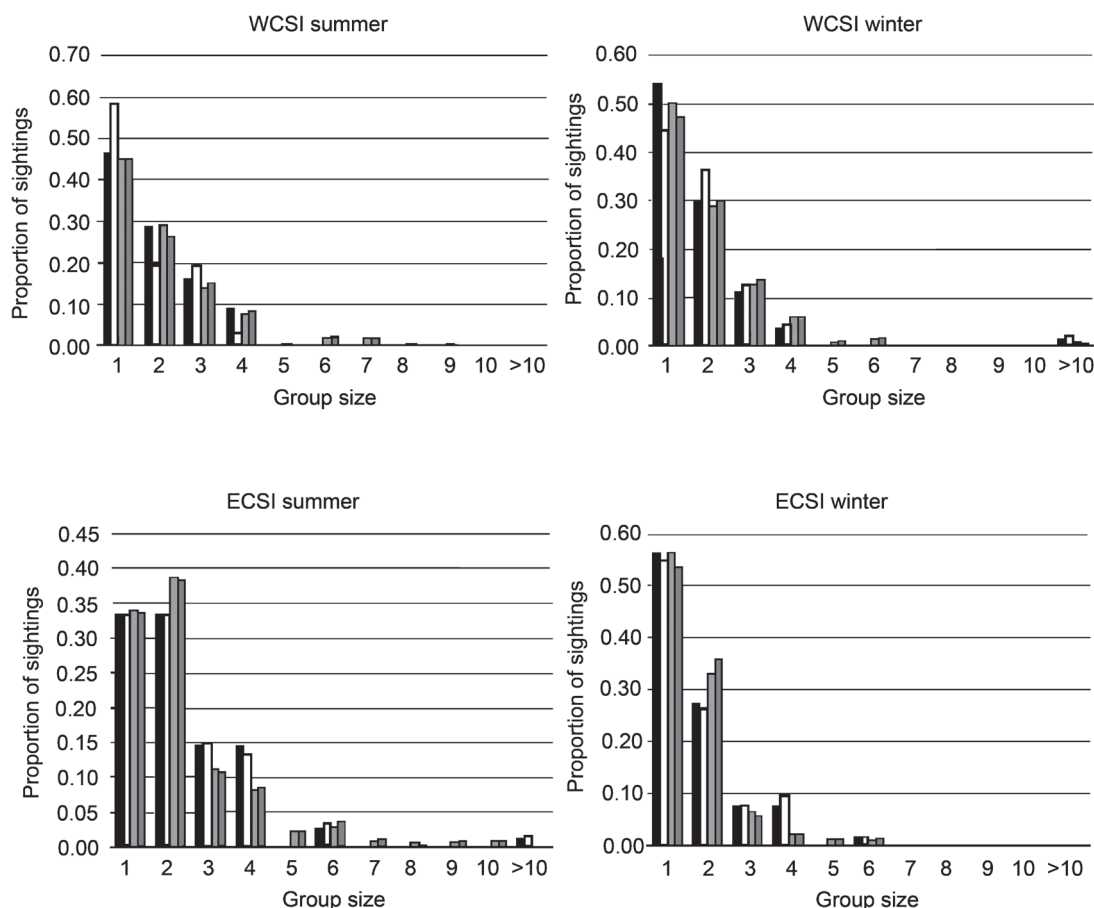 WCSI summer
Proportion of sightings
0.70
0.60
0.50
0.40
0.30
0.20
0.10
0.00
1 2 3 4 5 6 7 8 9 10 >10
Group size
WCSI winter
Proportion of sightings
0.60
0.50
0.40
0.30
0.20
0.10
0.00
1 2 3 4 5 6 7 8 9 10 >10
Group size
ECSI summer
Proportion of sightings
0.45
0.40
0.35
0.30
0.25
0.20
0.15
0.10
0.05
0.00
1 2 3 4 5 6 7 8 9 10 >10
Group size
ECSI winter
Proportion of sightings
0.60
0.50
0.40
0.30
0.20
0.10
0.00
1 2 3 4 5 6 7 8 9 10 >10
Group size